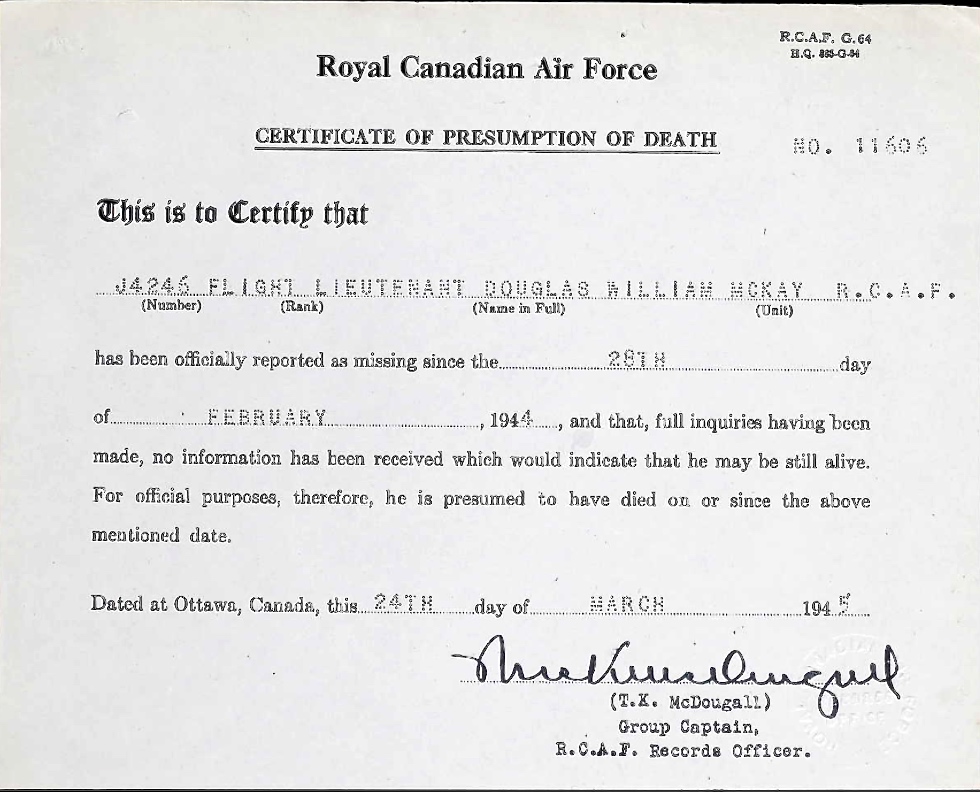 R.C.A.F. G.64
H.Q. 885-G-64
Royal Canadian Air Force
CERTIFICATE OF PRESUMPTION OF DEATH
NO. 11606
This is to Certify that
J4246 FLIGHT LIEUTENANT DOUGLAS WILLIAM MCKAY R.C.A.F.
(Number) (Rank) (Name in Full) (Unit)
has been officially reported as missing since the 28TH day
of FEBRUARY, 1944, and that, full inquiries having been
made, no information has been received which would indicate that he may be still alive.
For official purposes, therefore, he is presumed to have died on or since the above
mentioned date.
Dated at Ottawa, Canada, this 24TH day of MARCH 1945
(T.K. McDougall)
Group Captain,
R.C.A.F. Records Officer.